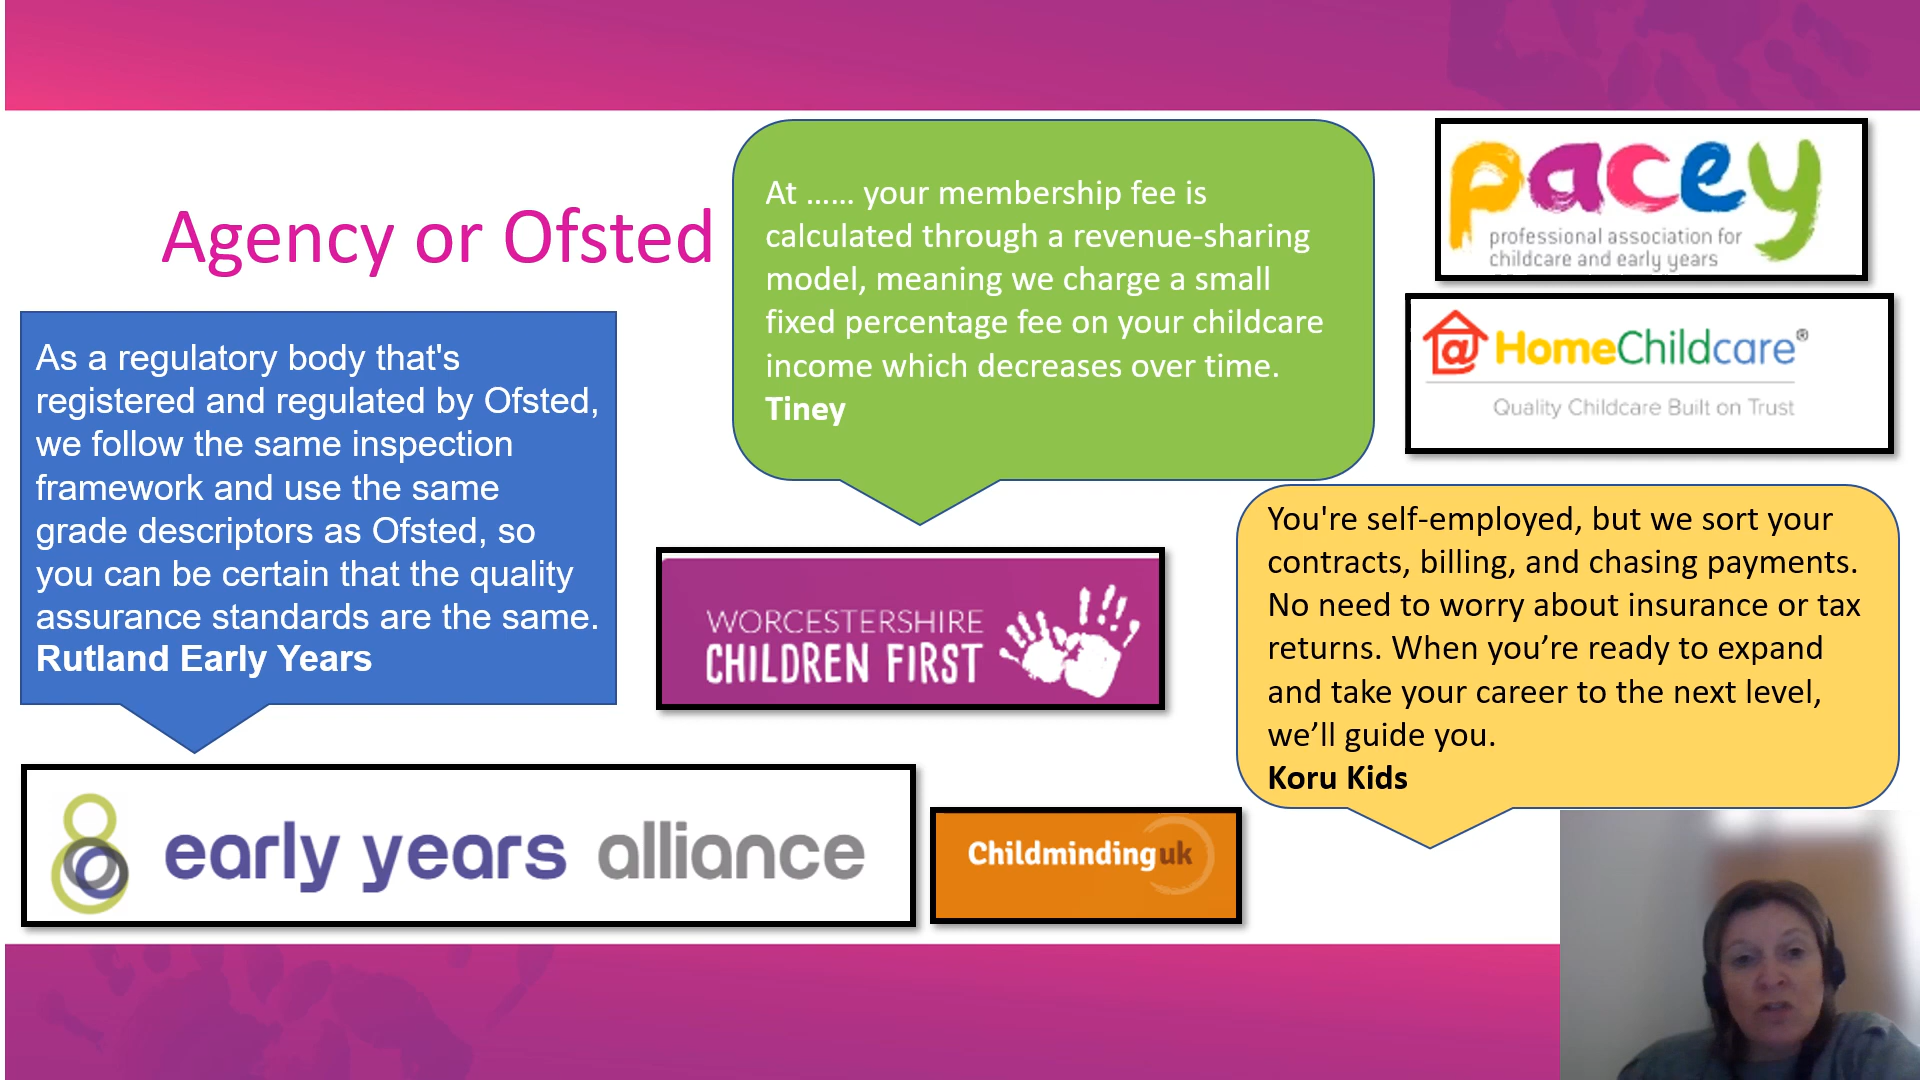 Agency or Ofsted
As a regulatory body that's
registered and regulated by Ofsted,
we follow the same inspection
framework and use the same
grade descriptors as Ofsted, so
you can be certain that the quality
assurance standards are the same.
Rutland Early Years
At ...... your membership fee is
calculated through a revenue-sharing
model, meaning we charge a small
fixed percentage fee on your childcare
income which decreases over time.
Tiney
pacey
professional association for
childcare and early years
@HomeChildcare®
Quality Childcare Built on Trust
You're self-employed, but we sort your
contracts, billing, and chasing payments.
No need to worry about insurance or tax
returns. When you’re ready to expand
and take your career to the next level,
we’ll guide you.
Koru Kids
WORCESTERSHIRE
CHILDREN FIRST
early years alliance
Childminding uk